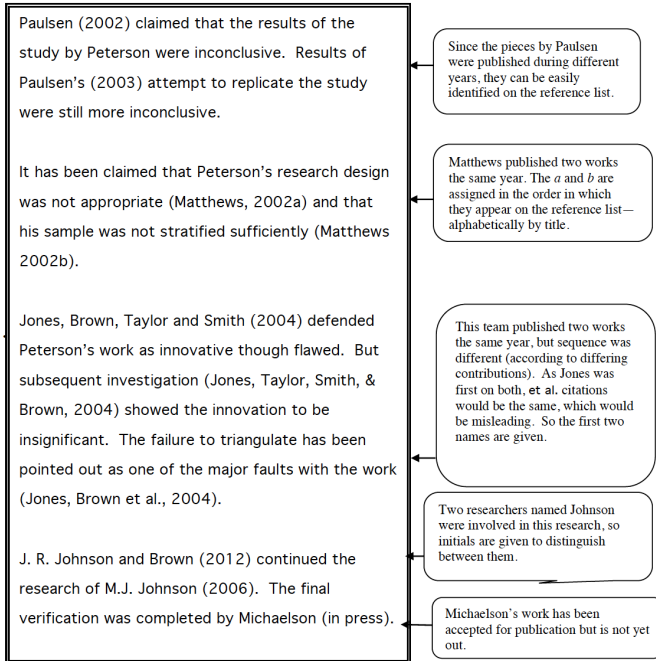 Paulsen (2002) claimed that the results of the
study by Peterson were inconclusive.  Results of
Paulsen's (2003) attempt to replicate the study
were still more inconclusive.
Since the pieces by Paulsen
were published during different
years, they can be easily
identified on the reference list.
It has been claimed that Peterson's research design
was not appropriate (Matthews, 2002a) and that
his sample was not stratified sufficiently (Matthews
2002b).
Matthews published two works
the same year. The a and b are
assigned in the order in which
they appear on the reference list—
alphabetically by title.
Jones, Brown, Taylor and Smith (2004) defended
Peterson's work as innovative though flawed.  But
subsequent investigation (Jones, Taylor, Smith, &
Brown, 2004) showed the innovation to be
insignificant.  The failure to triangulate has been
pointed out as one of the major faults with the work
(Jones, Brown et al., 2004).
This team published two works
the same year, but sequence was
different (according to differing
contributions).  As Jones was
first on both, et al. citations
would be the same, which would
be misleading.  So the first two
names are given.
J. R. Johnson and Brown (2012) continued the
research of M.J. Johnson (2006).  The final
verification was completed by Michaelson (in press).
Two researchers named Johnson
were involved in this research, so
initials are given to distinguish
between them.
Michaelson's work has been
accepted for publication but is not yet
out.